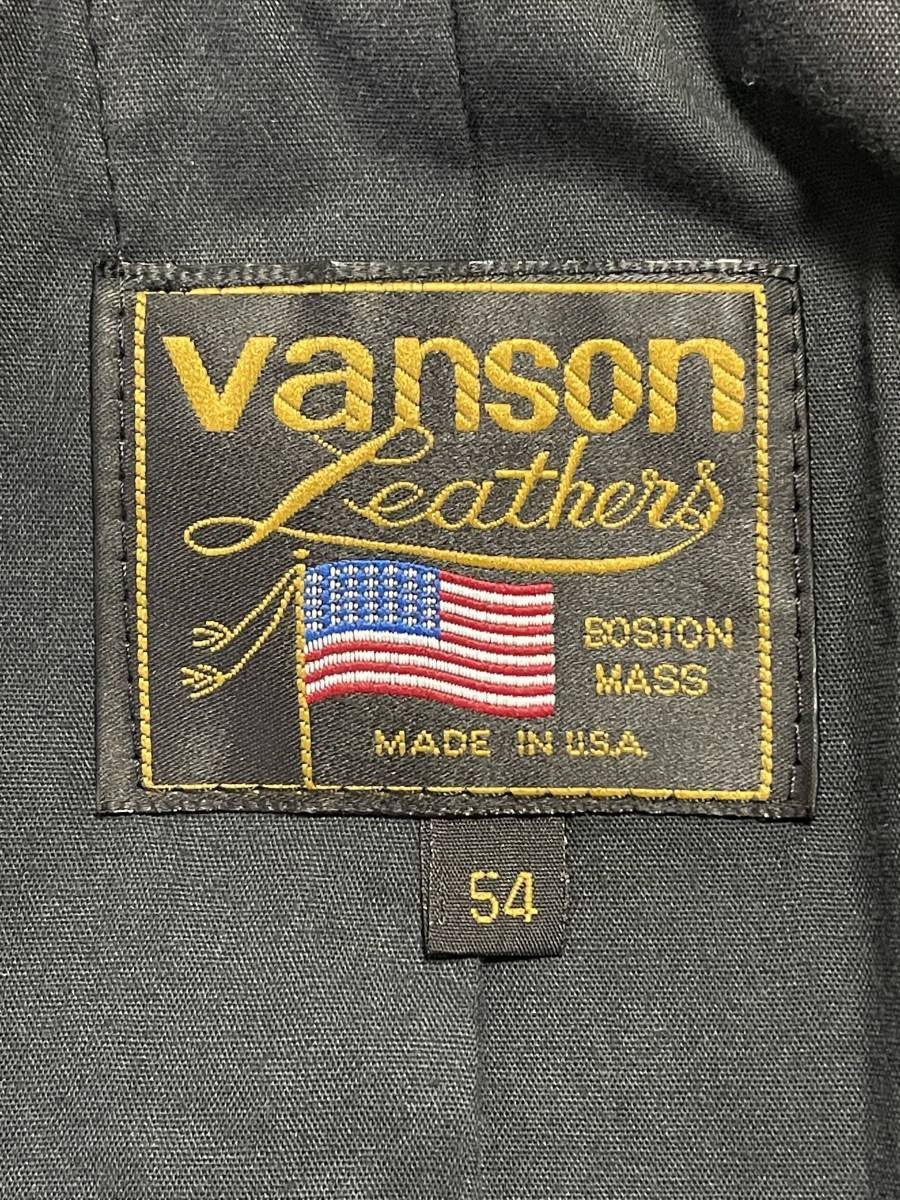 vanson
Leathers
BOSTON
MASS
MADE IN U.S.A.
54